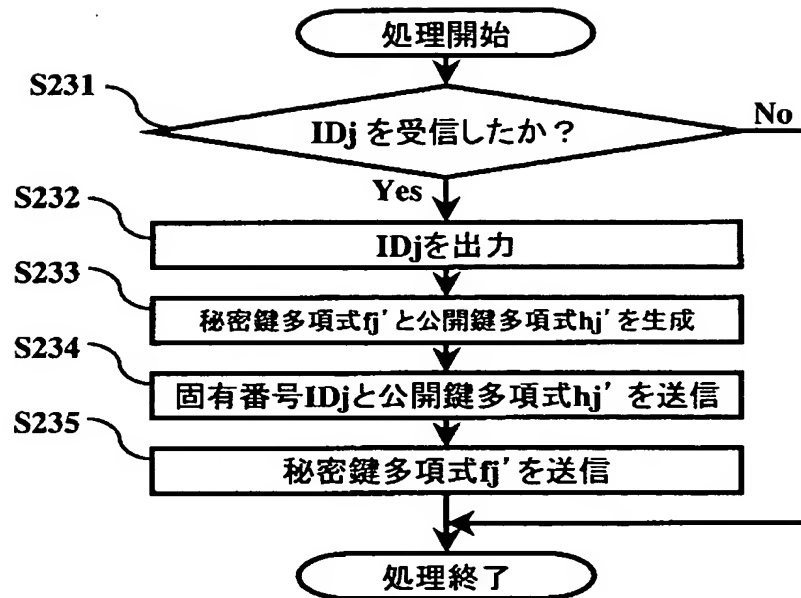 処理開始
S231
IDj を受信したか？
No
Yes
S232
IDjを出力
S233
秘密鍵多項式fj’と公開鍵多項式hj’を生成
S234
固有番号IDjと公開鍵多項式hj’を送信
S235
秘密鍵多項式fj’を送信
処理終了